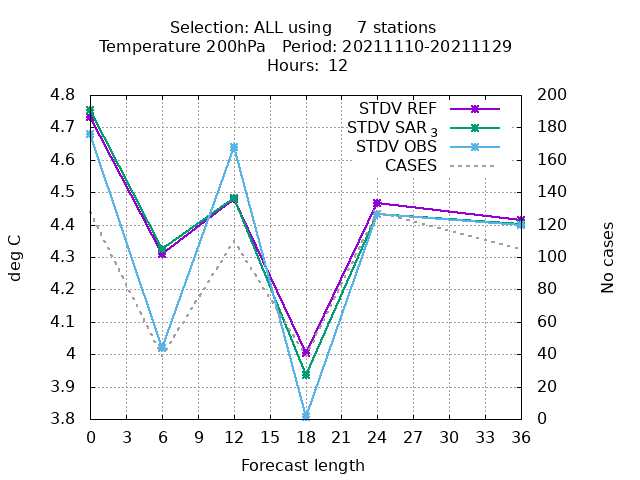 Selection: ALL using     7 stations
Temperature 200hPa   Period: 20211110-20211129
Hours:  12
STDV REF
STDV SAR 3
STDV OBS
CASES
4.8
4.7
4.6
4.5
4.4
4.3
4.2
4.1
4
3.9
3.8
deg C
200
180
160
140
120
100
80
60
40
20
0
No cases
0 3 6 9 12 15 18 21 24 27 30 33 36
Forecast length